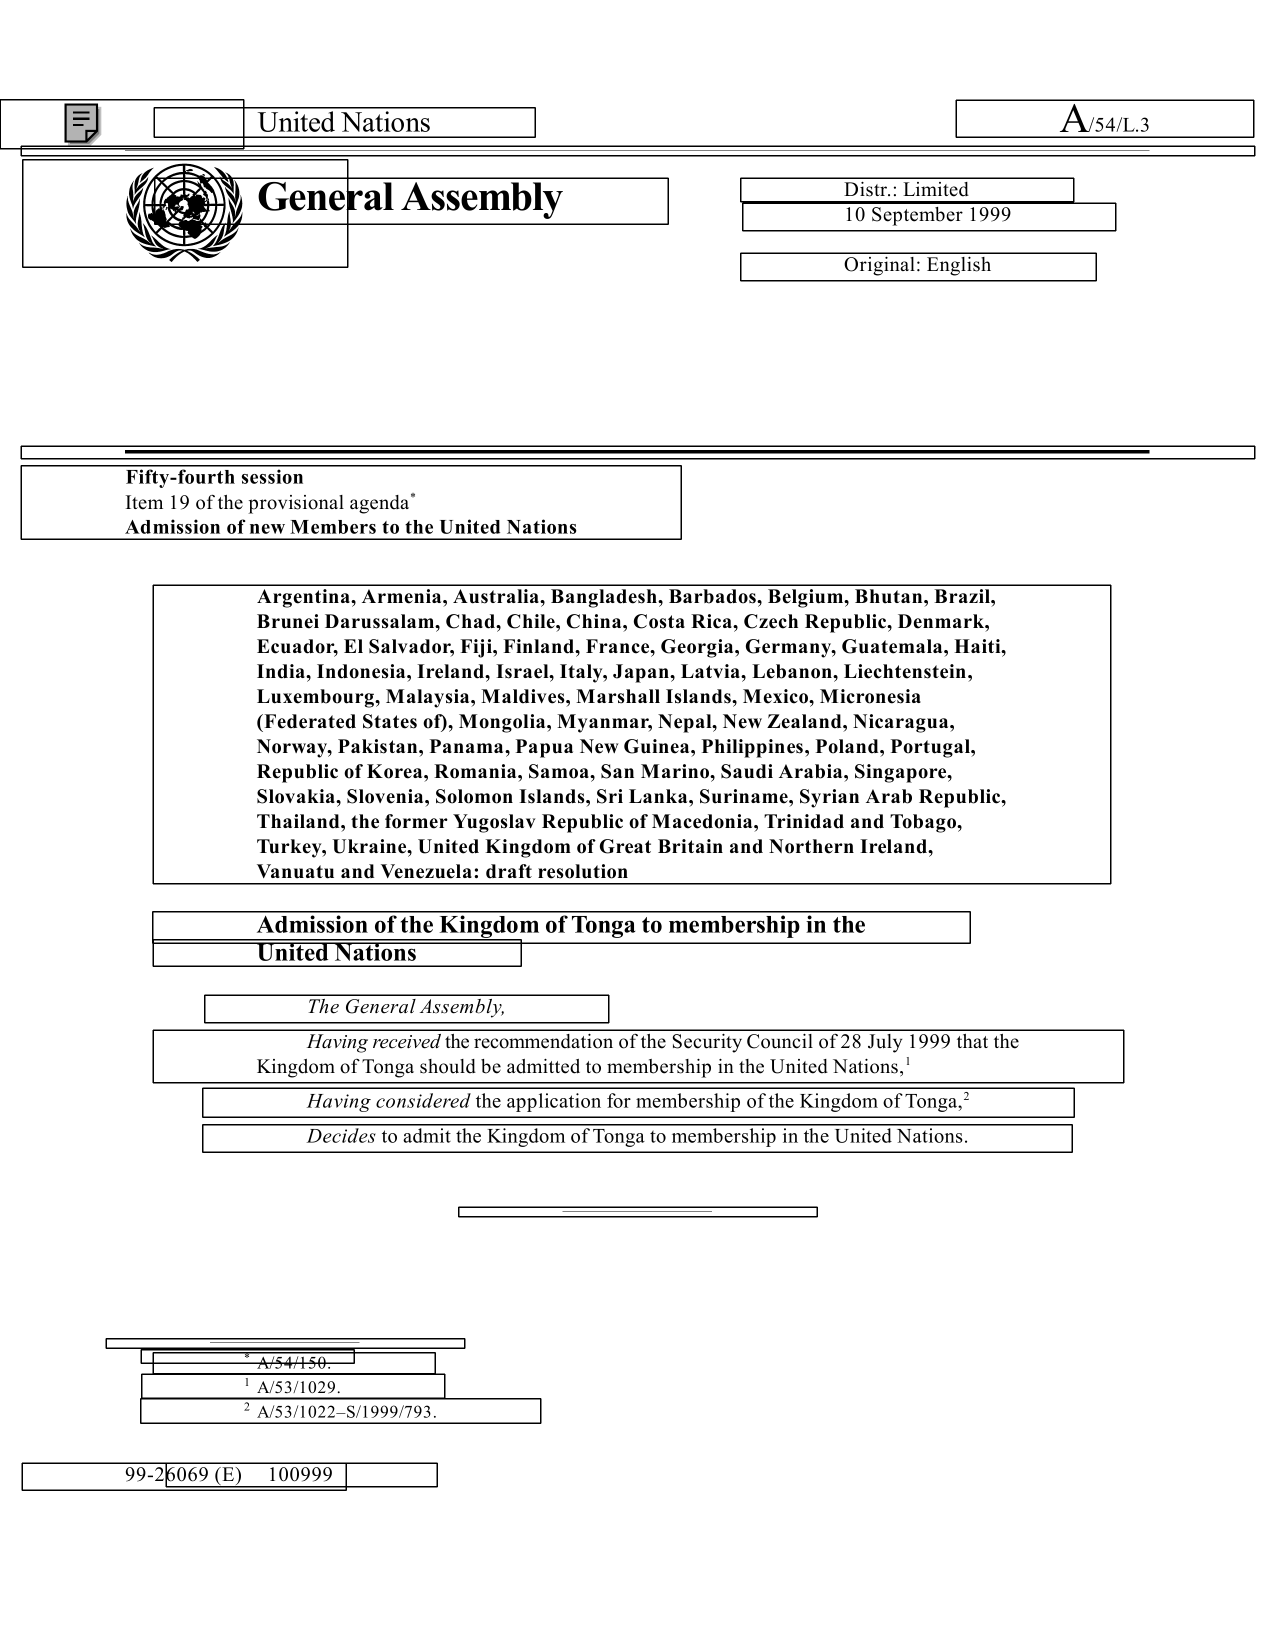 United Nations
A/54/L.3
General Assembly
Distr.: Limited
10 September 1999
Original: English
Fifty-fourth session
Item 19 of the provisional agenda*
Admission of new Members to the United Nations
Argentina, Armenia, Australia, Bangladesh, Barbados, Belgium, Bhutan, Brazil,
Brunei Darussalam, Chad, Chile, China, Costa Rica, Czech Republic, Denmark,
Ecuador, El Salvador, Fiji, Finland, France, Georgia, Germany, Guatemala, Haiti,
India, Indonesia, Ireland, Israel, Italy, Japan, Latvia, Lebanon, Liechtenstein,
Luxembourg, Malaysia, Maldives, Marshall Islands, Mexico, Micronesia
(Federated States of), Mongolia, Myanmar, Nepal, New Zealand, Nicaragua,
Norway, Pakistan, Panama, Papua New Guinea, Philippines, Poland, Portugal,
Republic of Korea, Romania, Samoa, San Marino, Saudi Arabia, Singapore,
Slovakia, Slovenia, Solomon Islands, Sri Lanka, Suriname, Syrian Arab Republic,
Thailand, the former Yugoslav Republic of Macedonia, Trinidad and Tobago,
Turkey, Ukraine, United Kingdom of Great Britain and Northern Ireland,
Vanuatu and Venezuela: draft resolution
Admission of the Kingdom of Tonga to membership in the
United Nations
The General Assembly,
Having received the recommendation of the Security Council of 28 July 1999 that the
Kingdom of Tonga should be admitted to membership in the United Nations,1
Having considered the application for membership of the Kingdom of Tonga,2
Decides to admit the Kingdom of Tonga to membership in the United Nations.
* A/54/150.
1 A/53/1029.
2 A/53/1022–S/1999/793.
99-26069 (E) 100999